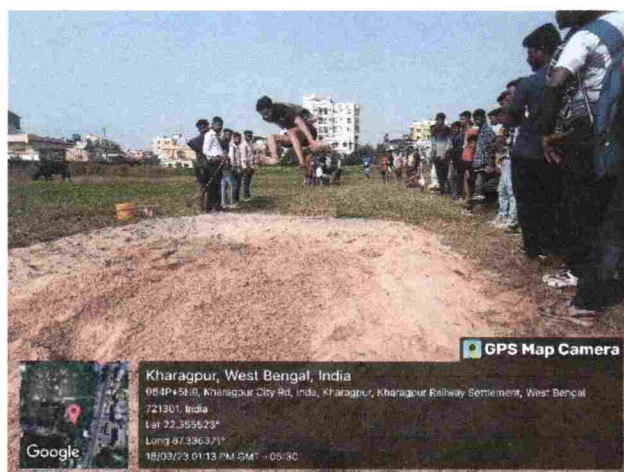 GPS Map Camera
Kharagpur, West Bengal, India
Kharagpur City Rd, Inda, Kharagpur, Kharagpur Railway Settlement, West Bengal
721301, India
Lat 22.355523°
Long 87.336371°
18/03/23 01:13 PM GMT +05:30
Google